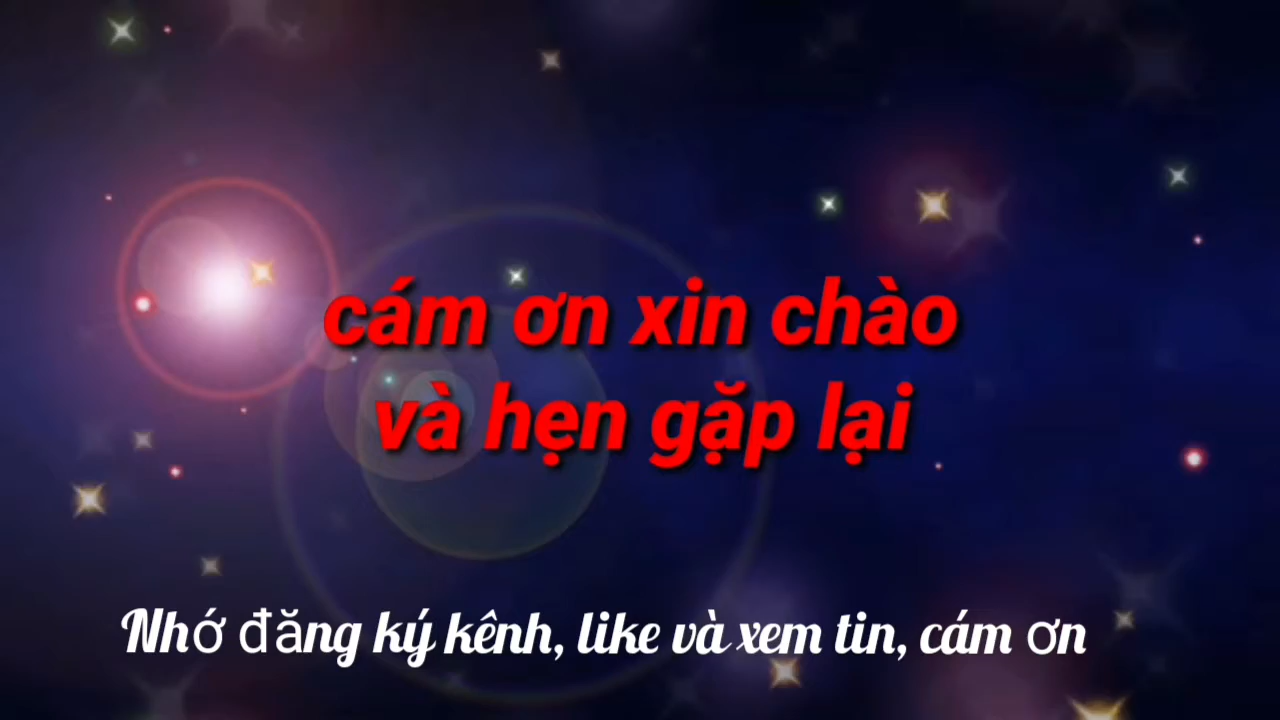 cám ơn xin chào
và hẹn gặp lại
Nhớ đăng ký kênh, like và xem tin, cám ơn